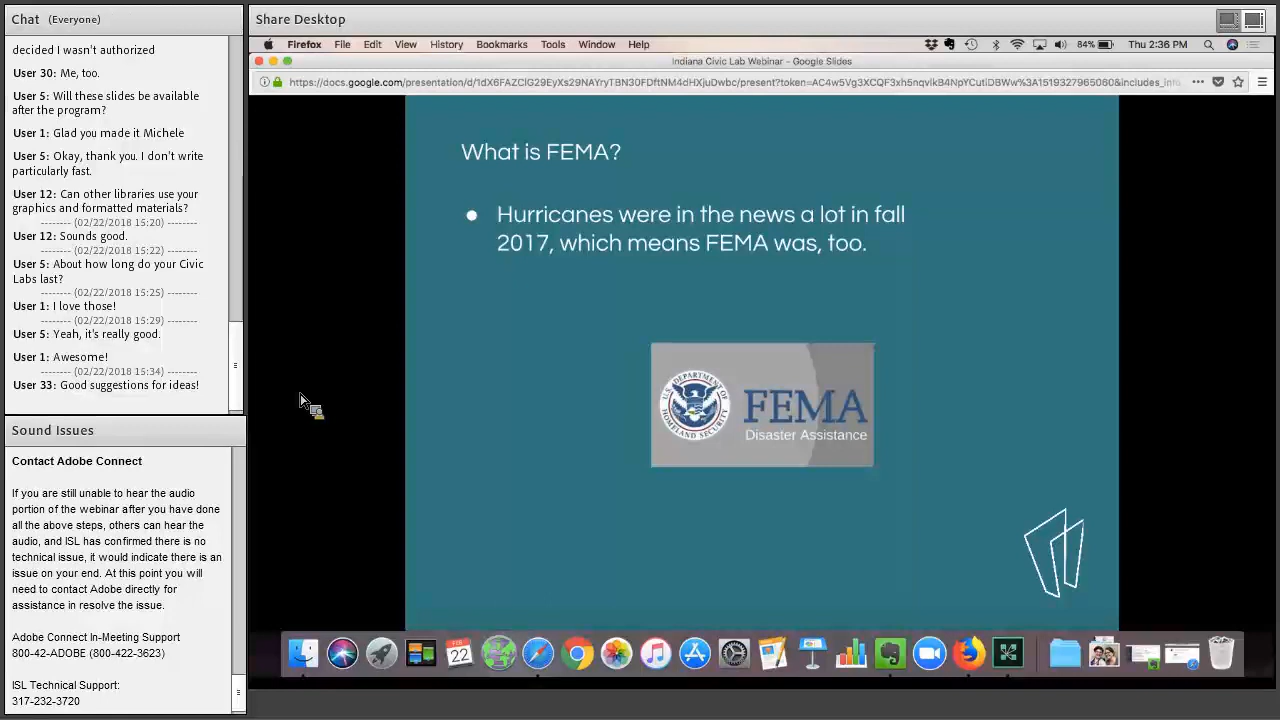 Chat (Everyone)
decided I wasn't authorized
User 30: Me, too.
User 5: Will these slides be available
after the program?
User 1: Glad you made it Michele
User 5: Okay, thank you. I don't write
particularly fast.
User 12: Can other libraries use your
graphics and formatted materials?
-------- (02/22/2018 15:20) --------
User 12: Sounds good.
-------- (02/22/2018 15:22) --------
User 5: About how long do your Civic
Labs last?
-------- (02/22/2018 15:25) --------
User 1: I love those!
-------- (02/22/2018 15:29) --------
User 5: Yeah, it's really good.
User 1: Awesome!
-------- (02/22/2018 15:34) --------
User 33: Good suggestions for ideas!
Sound Issues
Contact Adobe Connect
If you are still unable to hear the audio
portion of the webinar after you have done
all the above steps, others can hear the
audio, and ISL has confirmed there is no
technical issue, it would indicate there is an
issue on your end. At this point you will
need to contact Adobe directly for
assistance in resolve the issue.
Adobe Connect In-Meeting Support
800-42-ADOBE (800-422-3623)
ISL Technical Support:
317-232-3720
Share Desktop
Firefox File Edit View History Bookmarks Tools Window Help 84% Thu 2:36 PM
Indiana Civic Lab Webinar - Google Slides
https://docs.google.com/presentation/d/
What is FEMA?
● Hurricanes were in the news a lot in fall
2017, which means FEMA was, too.
U.S. DEPARTMENT OF
HOMELAND SECURITY
FEMA
Disaster Assistance
FEB
22